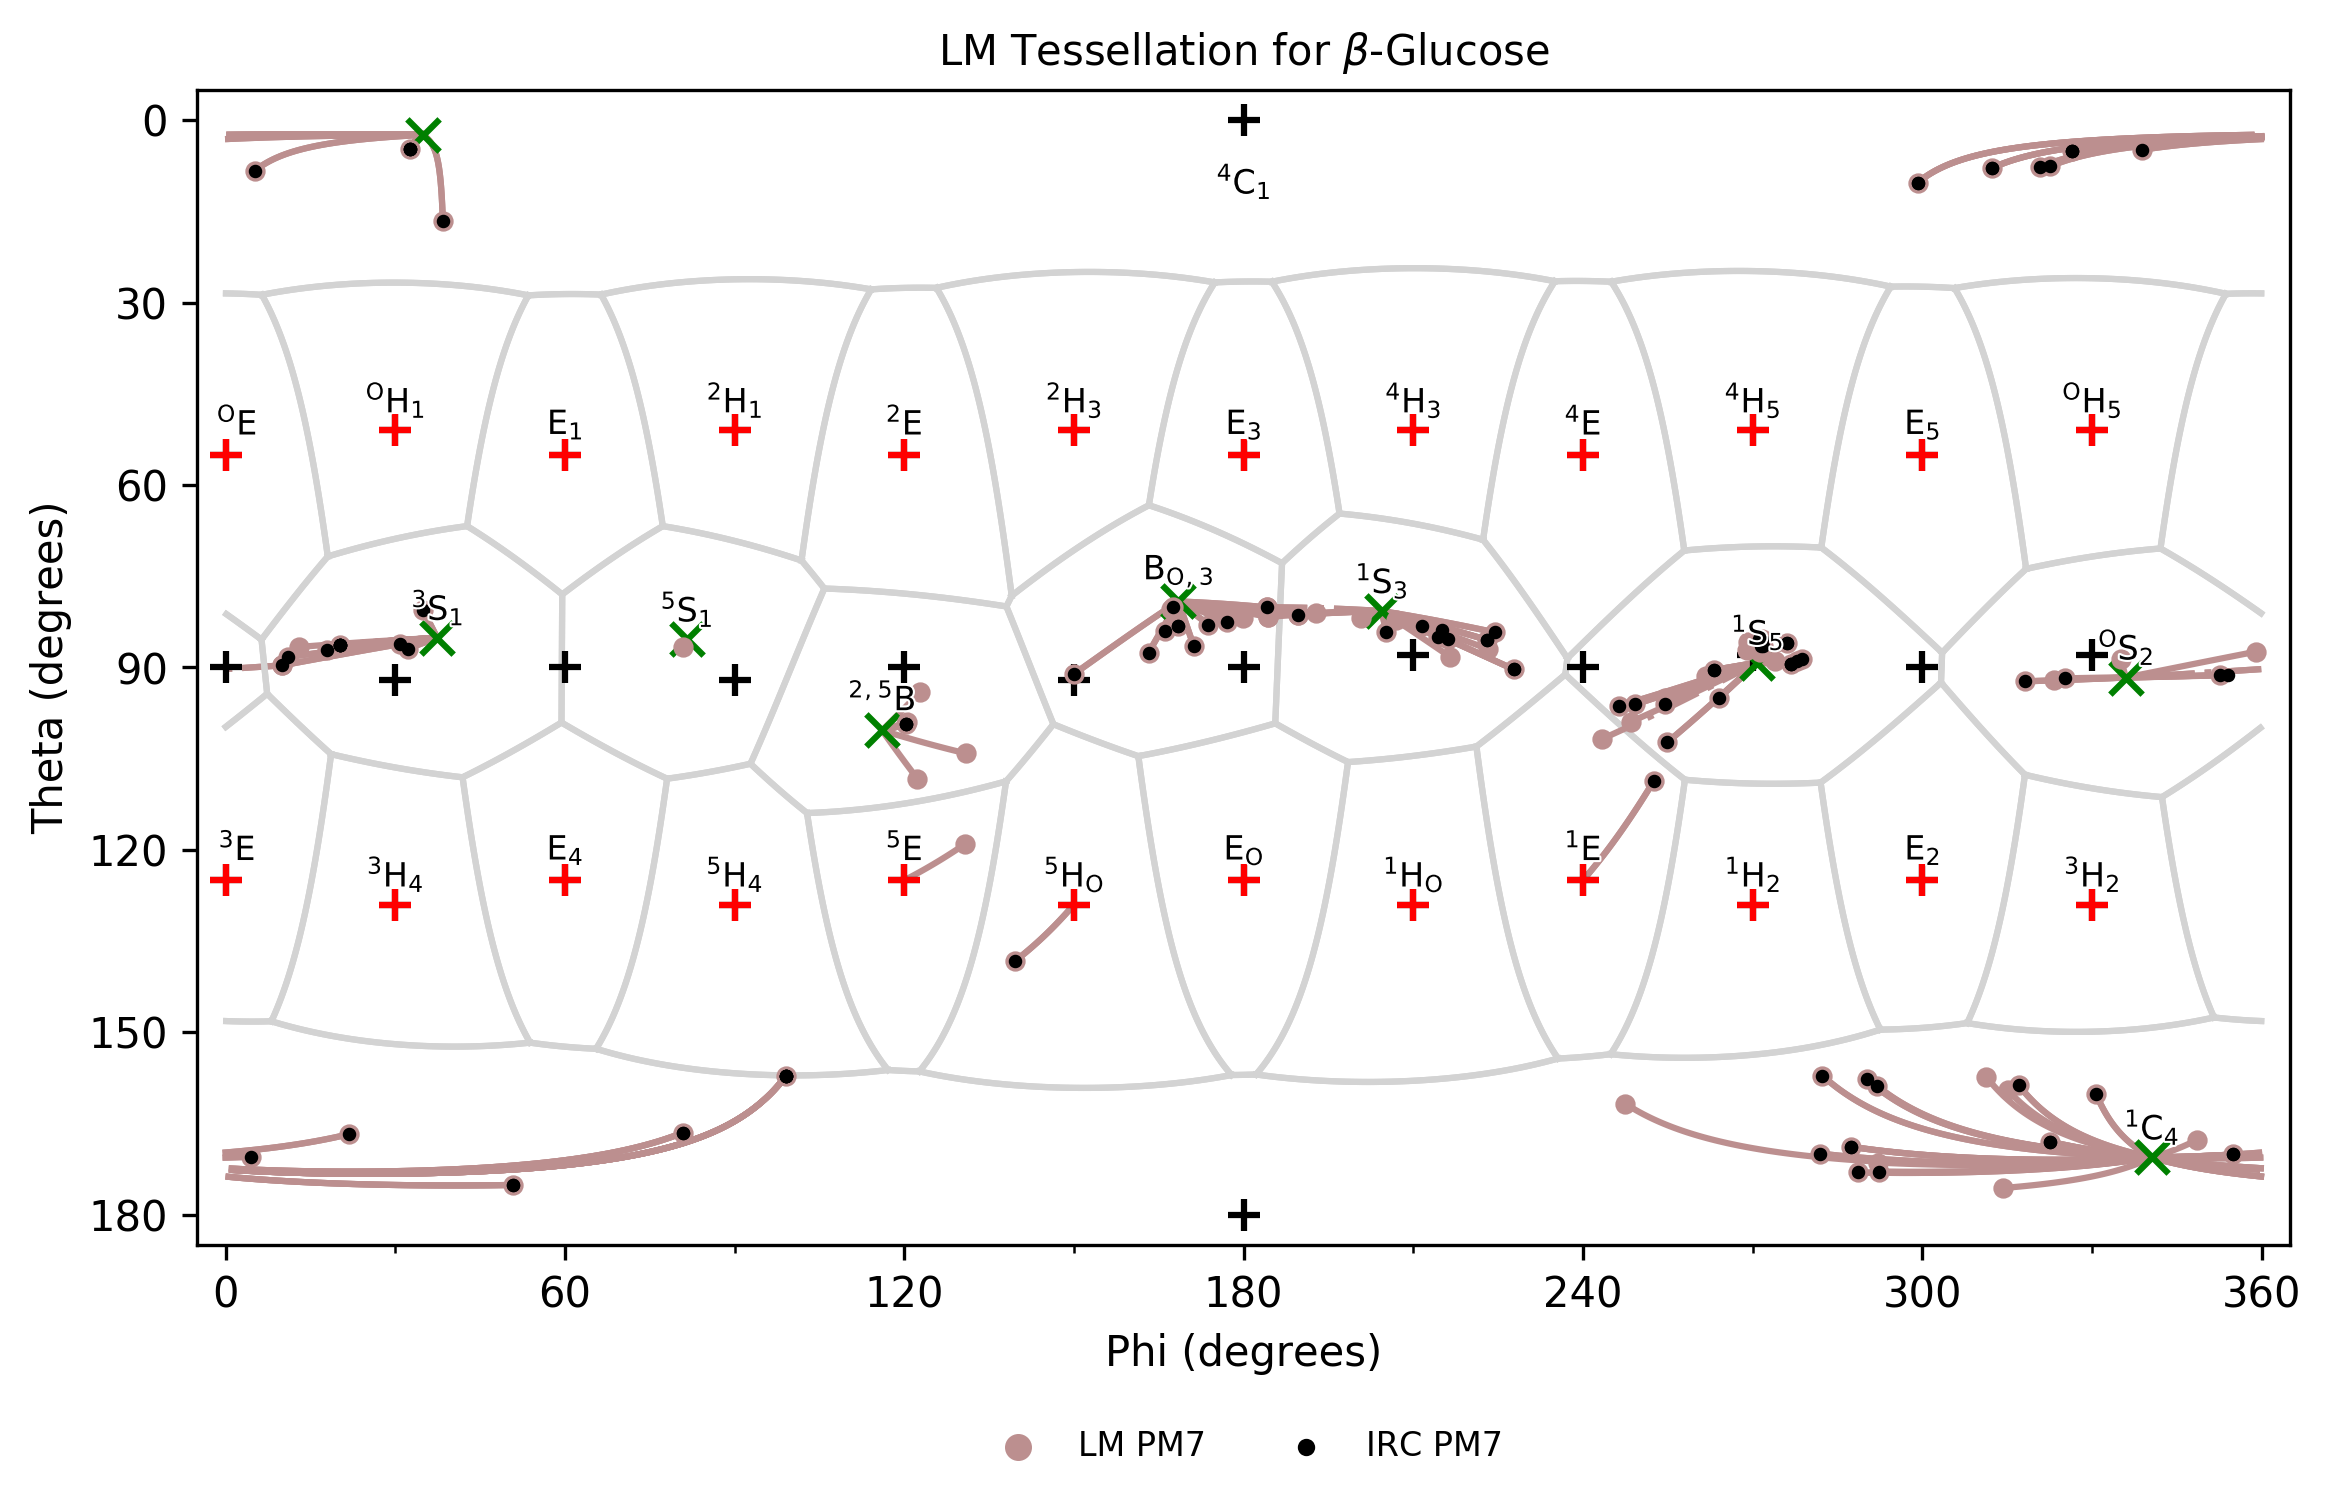 LM Tessellation for β-Glucose
0
30
60
90
120
150
180
Theta (degrees)
⁴C₁
ᴼE
ᴼH₁
E₁
²H₁
²E
²H₃
E₃
⁴H₃
⁴E
⁴H₅
E₅
ᴼH₅
³S₁
⁵S₁
²,⁵B
B_O,3
¹S₃
¹S₅
ᴼS₂
³E
³H₄
E₄
⁵H₄
⁵E
⁵H_O
E_O
¹H_O
¹E
¹H₂
E₂
³H₂
¹C₄
0 60 120 180 240 300 360
Phi (degrees)
LM PM7 IRC PM7